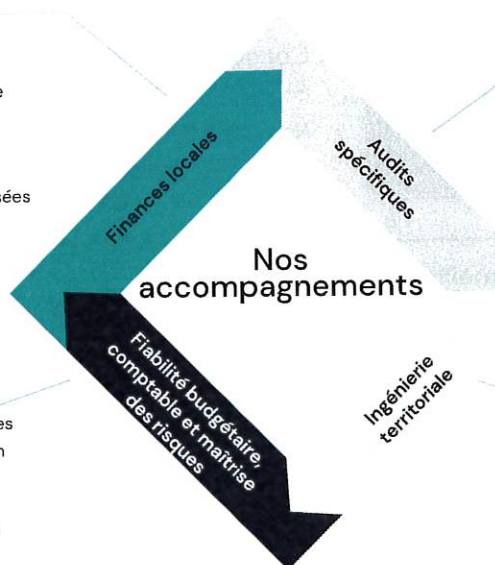 Finances locales
Audits
spécifiques
Nos
accompagnements
Fiabilité budgétaire,
comptable et maîtrise
des risques
Ingénierie
territoriale